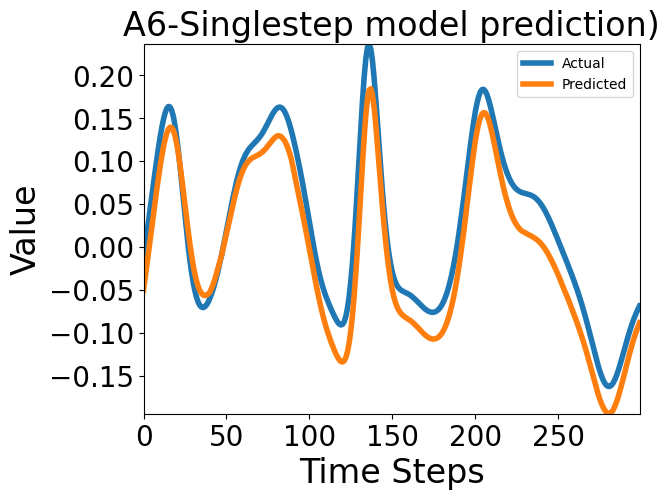 A6-Singlestep model prediction)
Actual
Predicted
0.20
0.15
0.10
0.05
0.00
−0.05
−0.10
−0.15
Value
0 50 100 150 200 250
Time Steps